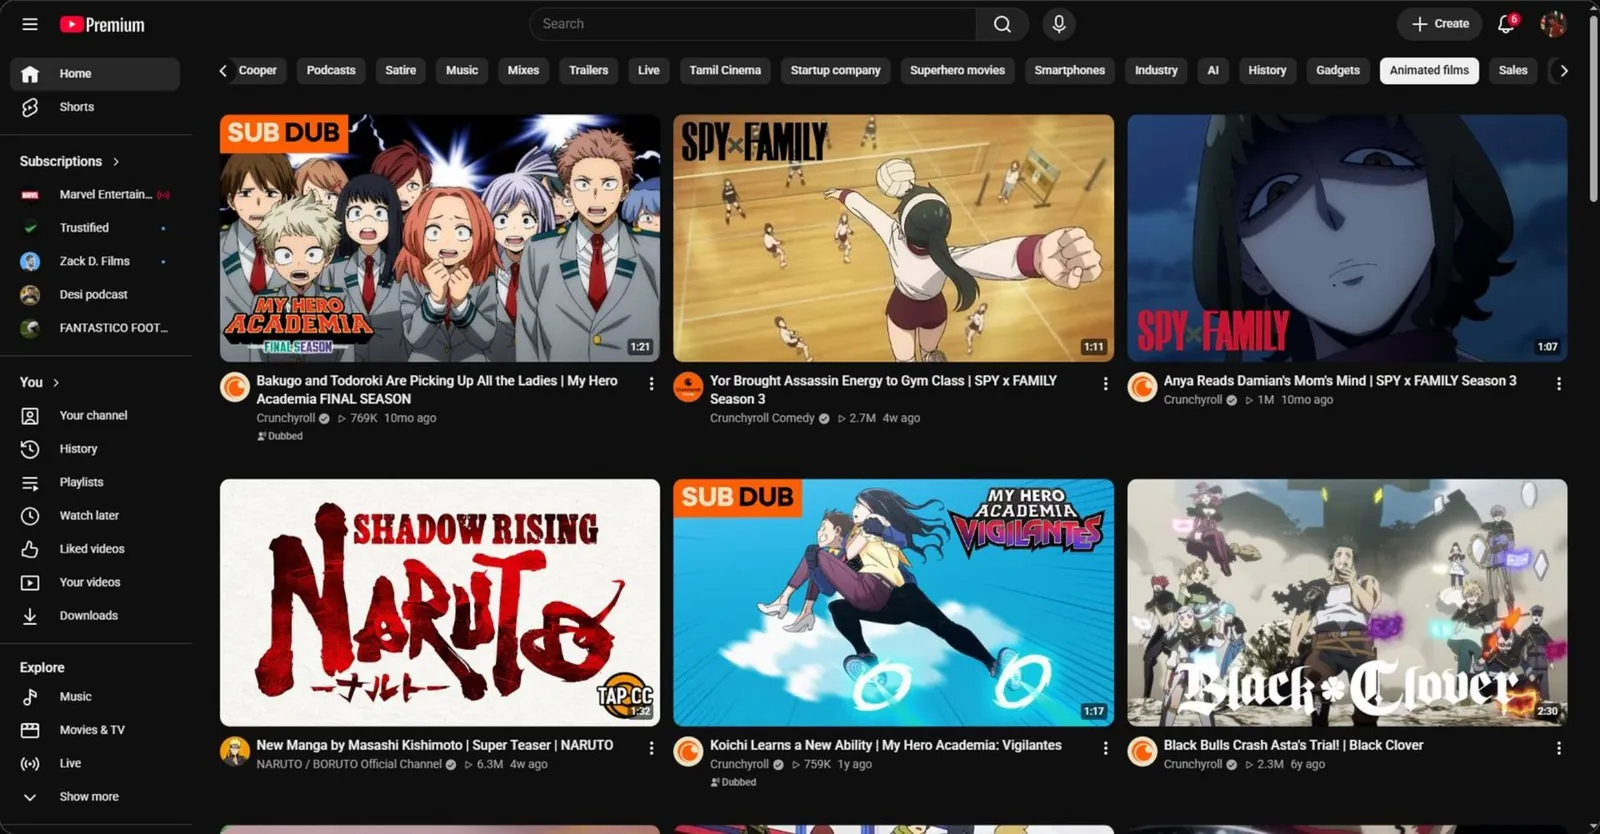 Premium
Search
Create
6
Home
Shorts
Subscriptions
Marvel Entertain...
Trustified
Zack D. Films
Desi podcast
FANTASTICO FOOT...
You
Your channel
History
Playlists
Watch later
Liked videos
Your videos
Downloads
Explore
Music
Movies & TV
Live
Show more
Cooper
Podcasts
Satire
Music
Mixes
Trailers
Live
Tamil Cinema
Startup company
Superhero movies
Smartphones
Industry
AI
History
Gadgets
Animated films
Sales
SUB DUB
MY HERO
ACADEMIA
FINAL SEASON
1:21
Bakugo and Todoroki Are Picking Up All the Ladies | My Hero
Academia FINAL SEASON
Crunchyroll 769K 10mo ago
Dubbed
SPY×FAMILY
1:11
Yor Brought Assassin Energy to Gym Class | SPY x FAMILY
Season 3
Crunchyroll Comedy 2.7M 4w ago
SPY×FAMILY
1:07
Anya Reads Damian's Mom's Mind | SPY x FAMILY Season 3
Crunchyroll 1M 10mo ago
SHADOW RISING
NARUTO
ーナルトー
TAP CC
1:32
New Manga by Masashi Kishimoto | Super Teaser | NARUTO
NARUTO / BORUTO Official Channel 6.3M 4w ago
SUB DUB
MY HERO
ACADEMIA
VIGILANTES
1:17
Koichi Learns a New Ability | My Hero Academia: Vigilantes
Crunchyroll 759K 1y ago
Dubbed
Black Clover
2:30
Black Bulls Crash Asta's Trial! | Black Clover
Crunchyroll 2.3M 6y ago